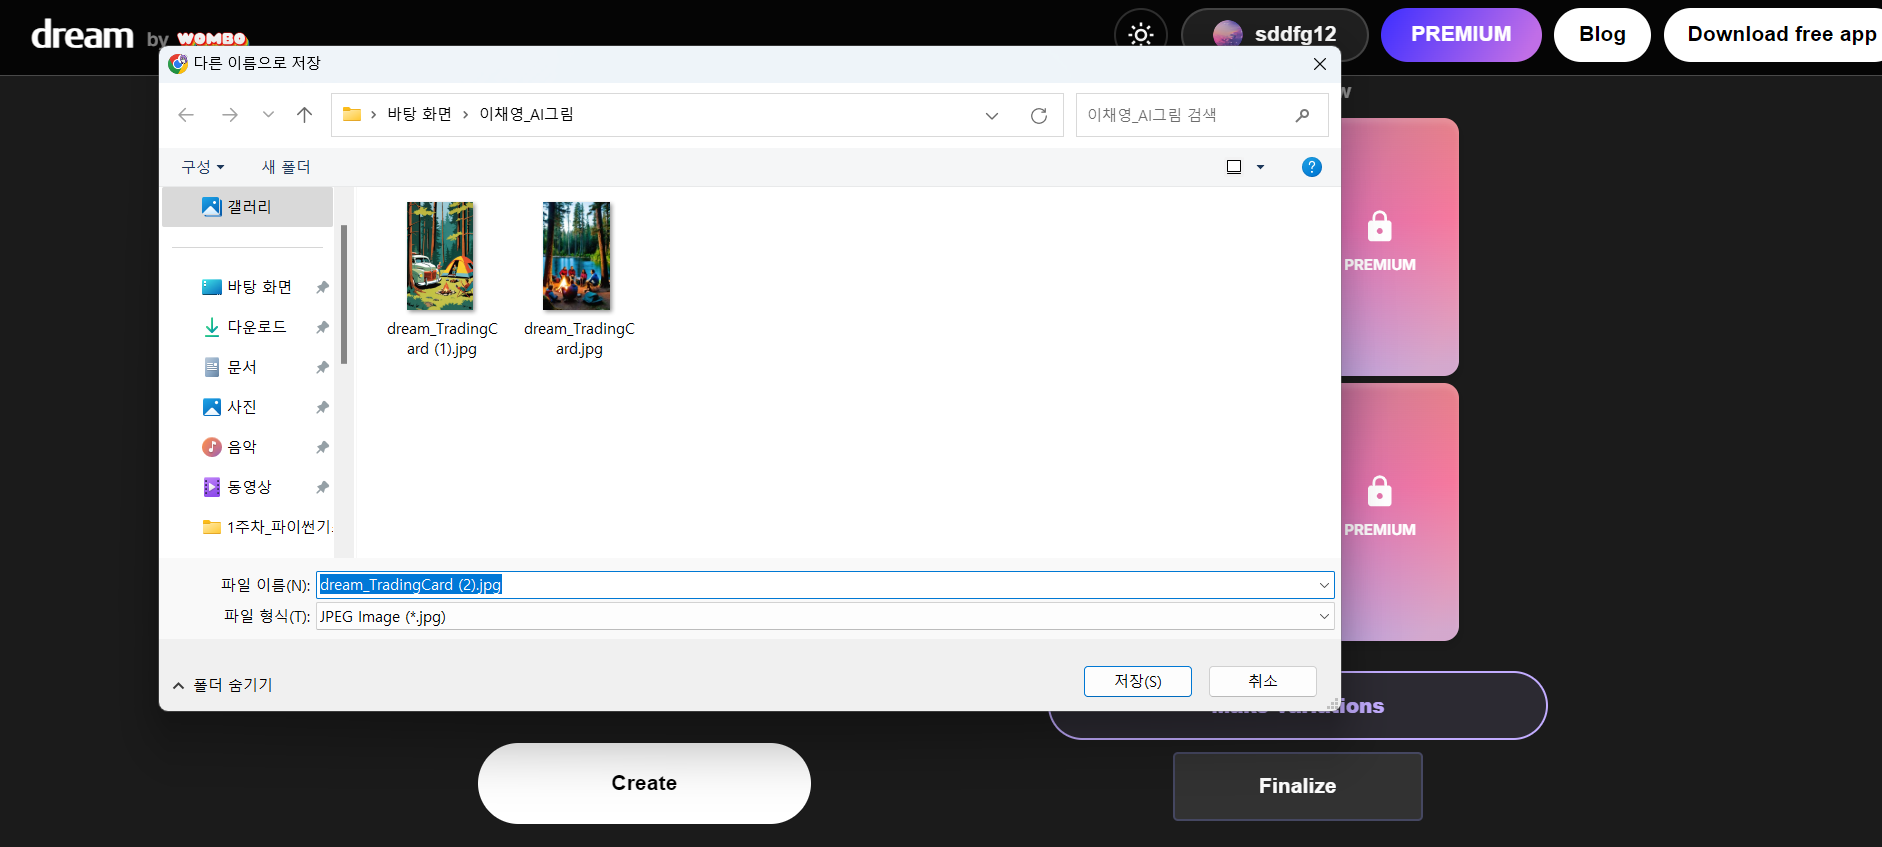 dream by WOMBO
sddfg12
PREMIUM
Blog
Download free app
다른 이름으로 저장
바탕 화면 > 이채영_AI그림
이채영_AI그림 검색
구성
새 폴더
?
갤러리
바탕 화면
다운로드
문서
사진
음악
동영상
1주차_파이썬기
dream_TradingC
ard (1).jpg
dream_TradingC
ard.jpg
파일 이름(N): dream_TradingCard (2).jpg
파일 형식(T): JPEG Image (*.jpg)
폴더 숨기기
저장(S)
취소
w
PREMIUM
PREMIUM
Create
Finalize